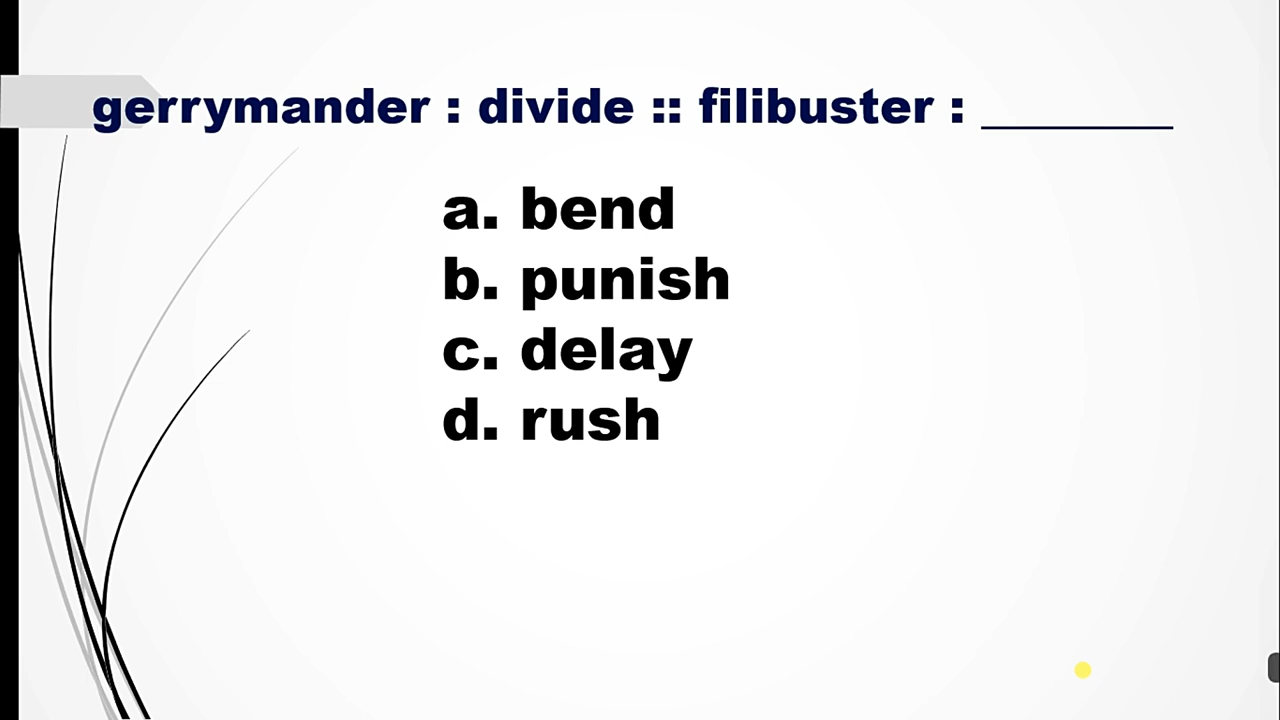 gerrymander : divide :: filibuster : ________
a. bend
b. punish
c. delay
d. rush